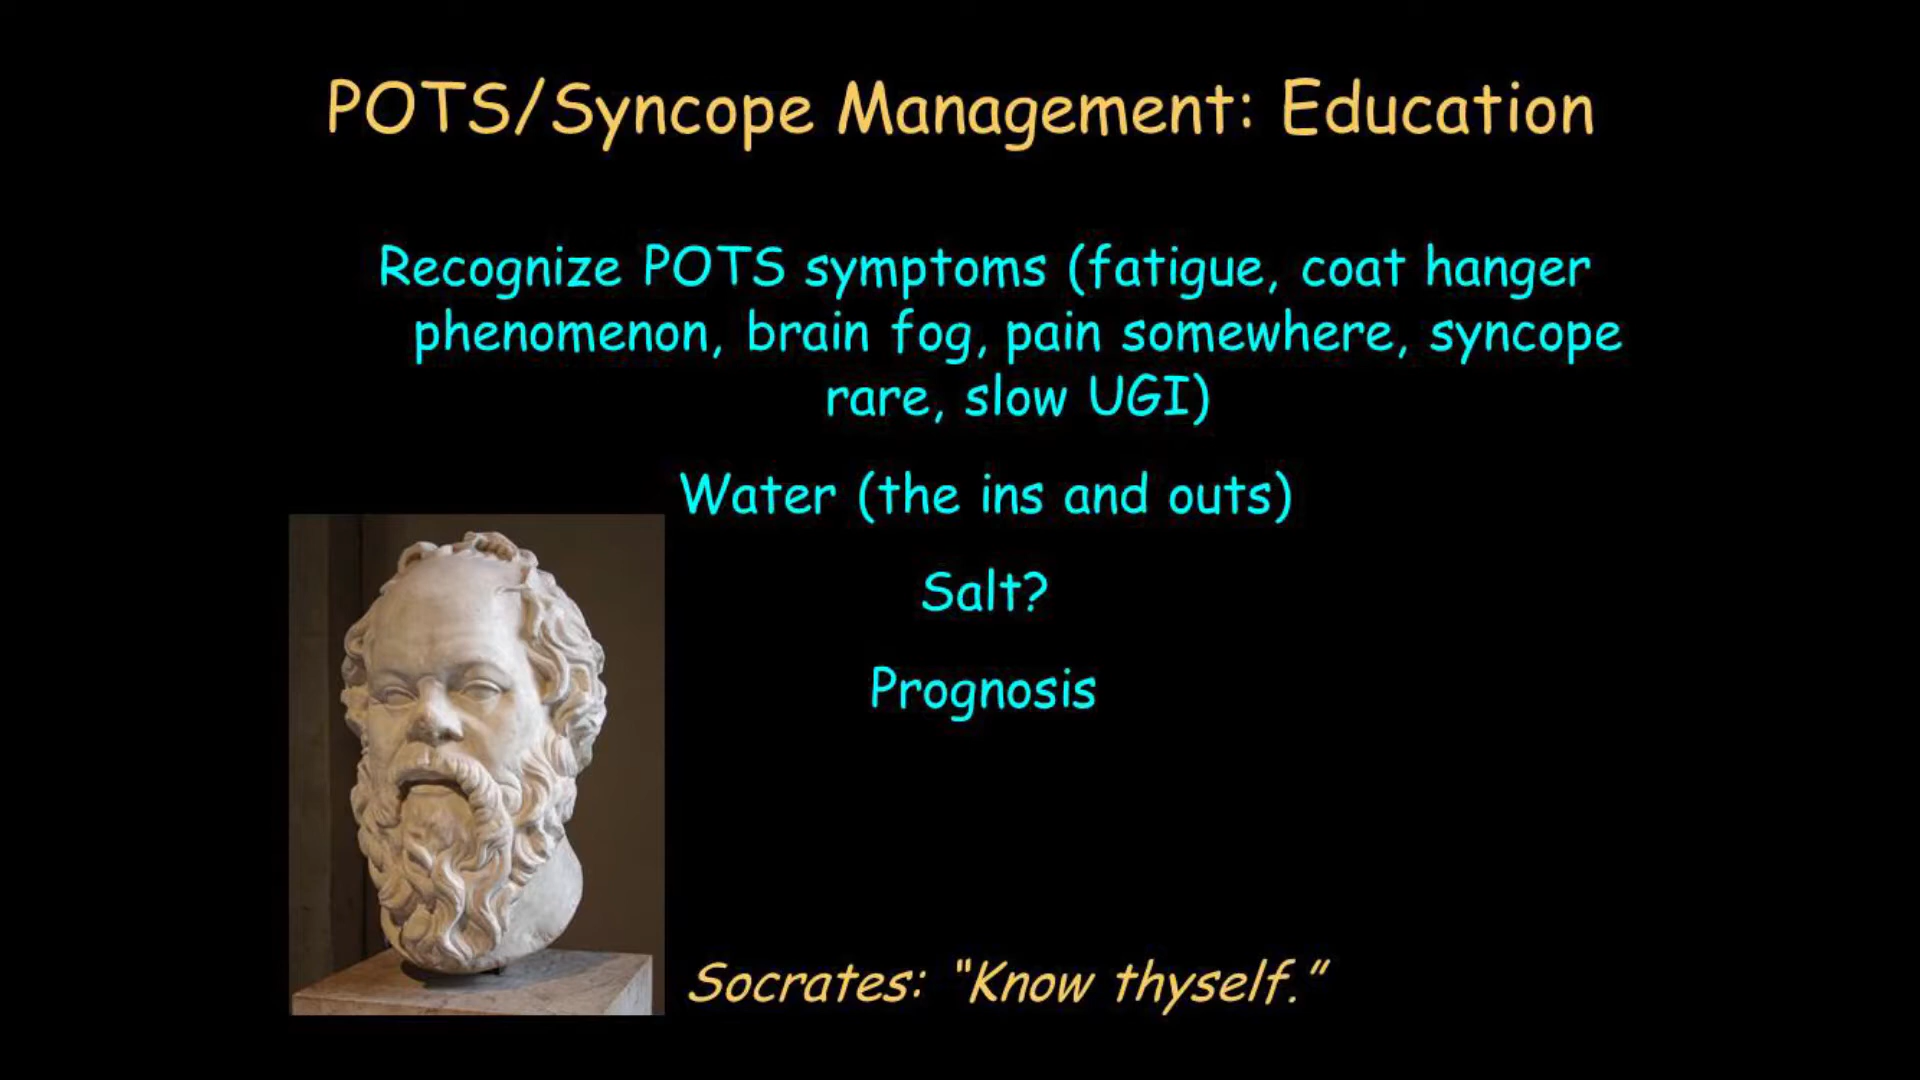 POTS/Syncope Management: Education
Recognize POTS symptoms (fatigue, coat hanger
phenomenon, brain fog, pain somewhere, syncope
rare, slow UGI)
Water (the ins and outs)
Salt?
Prognosis
Socrates: “Know thyself.”